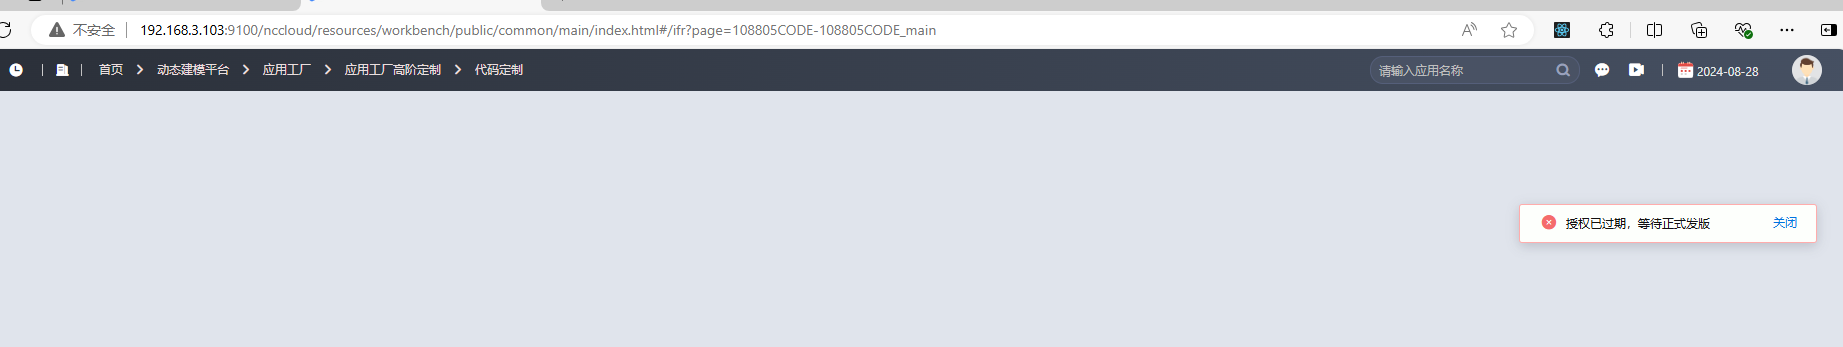 不安全 192.168.3.103:9100/nccloud/resources/workbench/public/common/main/index.html#/ifr?page=108805CODE-108805CODE_main
首页 动态建模平台 应用工厂 应用工厂高阶定制 代码定制 请输入应用名称 2024-08-28
授权已过期，等待正式发版 关闭